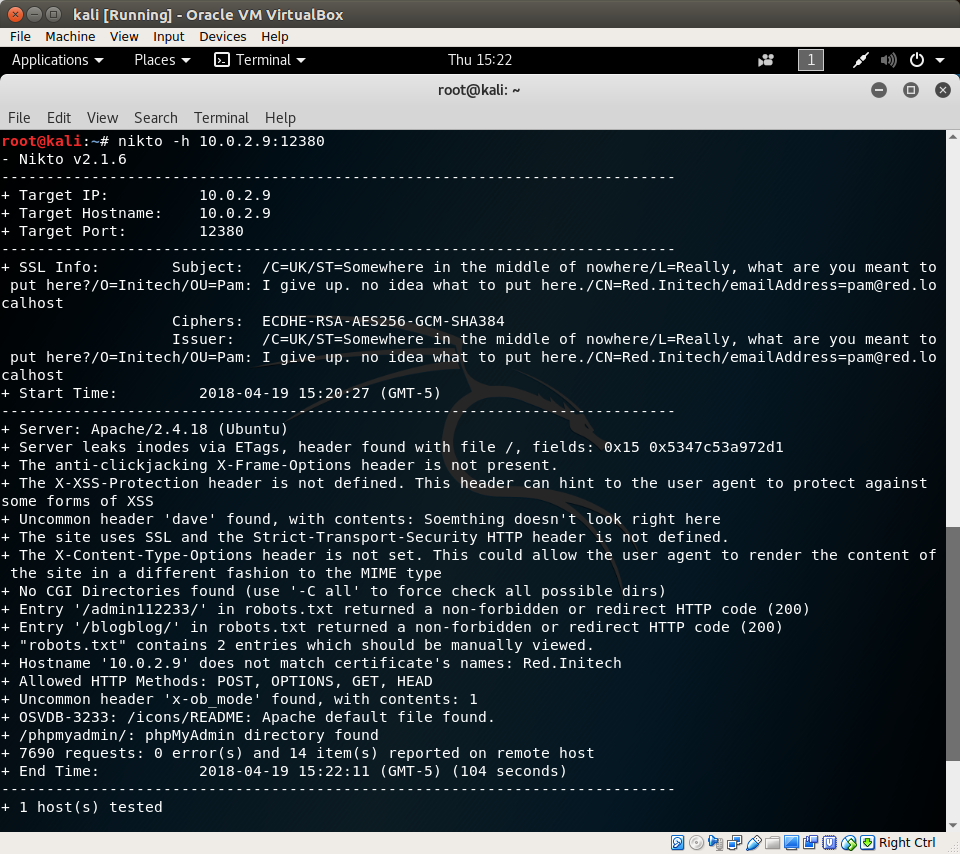 kali [Running] - Oracle VM VirtualBox
File Machine View Input Devices Help
Applications Places Terminal Thu 15:22 1
root@kali: ~
File Edit View Search Terminal Help
root@kali:~# nikto -h 10.0.2.9:12380
- Nikto v2.1.6
---------------------------------------------------------------------------
+ Target IP:          10.0.2.9
+ Target Hostname:    10.0.2.9
+ Target Port:        12380
---------------------------------------------------------------------------
+ SSL Info:        Subject:  /C=UK/ST=Somewhere in the middle of nowhere/L=Really, what are you meant to
 put here?/O=Initech/OU=Pam: I give up. no idea what to put here./CN=Red.Initech/emailAddress=pam@red.lo
calhost
                   Ciphers:  ECDHE-RSA-AES256-GCM-SHA384
                   Issuer:   /C=UK/ST=Somewhere in the middle of nowhere/L=Really, what are you meant to
 put here?/O=Initech/OU=Pam: I give up. no idea what to put here./CN=Red.Initech/emailAddress=pam@red.lo
calhost
+ Start Time:         2018-04-19 15:20:27 (GMT-5)
---------------------------------------------------------------------------
+ Server: Apache/2.4.18 (Ubuntu)
+ Server leaks inodes via ETags, header found with file /, fields: 0x15 0x5347c53a972d1
+ The anti-clickjacking X-Frame-Options header is not present.
+ The X-XSS-Protection header is not defined. This header can hint to the user agent to protect against
some forms of XSS
+ Uncommon header 'dave' found, with contents: Soemthing doesn't look right here
+ The site uses SSL and the Strict-Transport-Security HTTP header is not defined.
+ The X-Content-Type-Options header is not set. This could allow the user agent to render the content of
 the site in a different fashion to the MIME type
+ No CGI Directories found (use '-C all' to force check all possible dirs)
+ Entry '/admin112233/' in robots.txt returned a non-forbidden or redirect HTTP code (200)
+ Entry '/blogblog/' in robots.txt returned a non-forbidden or redirect HTTP code (200)
+ "robots.txt" contains 2 entries which should be manually viewed.
+ Hostname '10.0.2.9' does not match certificate's names: Red.Initech
+ Allowed HTTP Methods: POST, OPTIONS, GET, HEAD
+ Uncommon header 'x-ob_mode' found, with contents: 1
+ OSVDB-3233: /icons/README: Apache default file found.
+ /phpmyadmin/: phpMyAdmin directory found
+ 7690 requests: 0 error(s) and 14 item(s) reported on remote host
+ End Time:           2018-04-19 15:22:11 (GMT-5) (104 seconds)
---------------------------------------------------------------------------
+ 1 host(s) tested
Right Ctrl